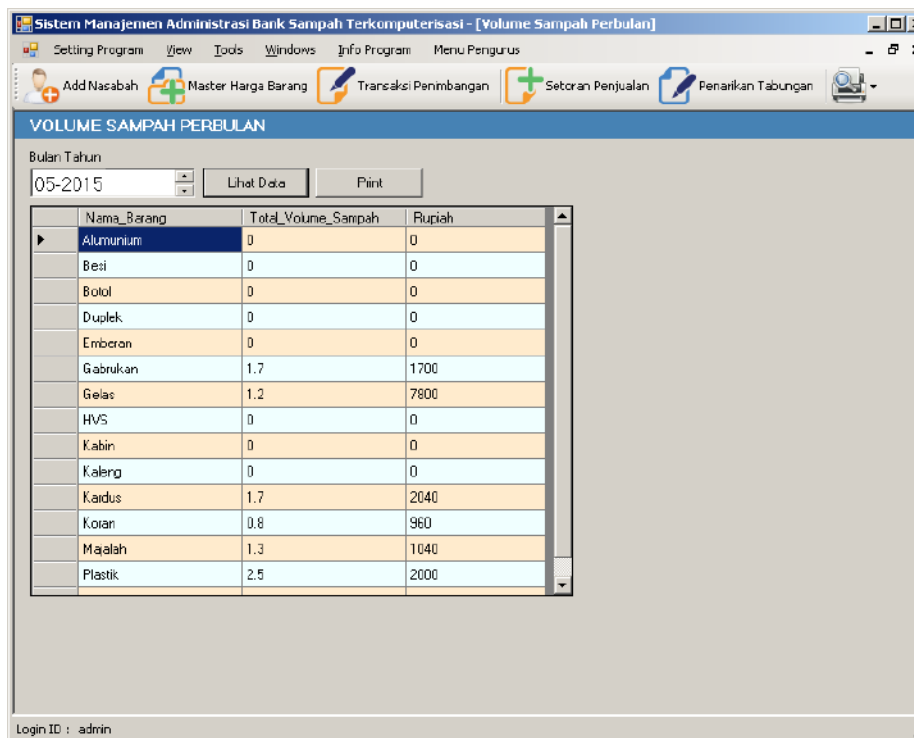 Sistem Manajemen Administrasi Bank Sampah Terkomputerisasi - [Volume Sampah Perbulan]
Setting Program View Tools Windows Info Program Menu Pengurus
Add Nasabah Master Harga Barang Transaksi Penimbangan Setoran Penjualan Penarikan Tabungan
VOLUME SAMPAH PERBULAN
Bulan Tahun
05-2015 Lihat Data Print
Nama_Barang Total_Volume_Sampah Rupiah
Alumunium 0 0
Besi 0 0
Botol 0 0
Duplek 0 0
Emberan 0 0
Gabrukan 1.7 1700
Gelas 1.2 7800
HVS 0 0
Kabin 0 0
Kaleng 0 0
Kardus 1.7 2040
Koran 0.8 960
Majalah 1.3 1040
Plastik 2.5 2000
Login ID : admin